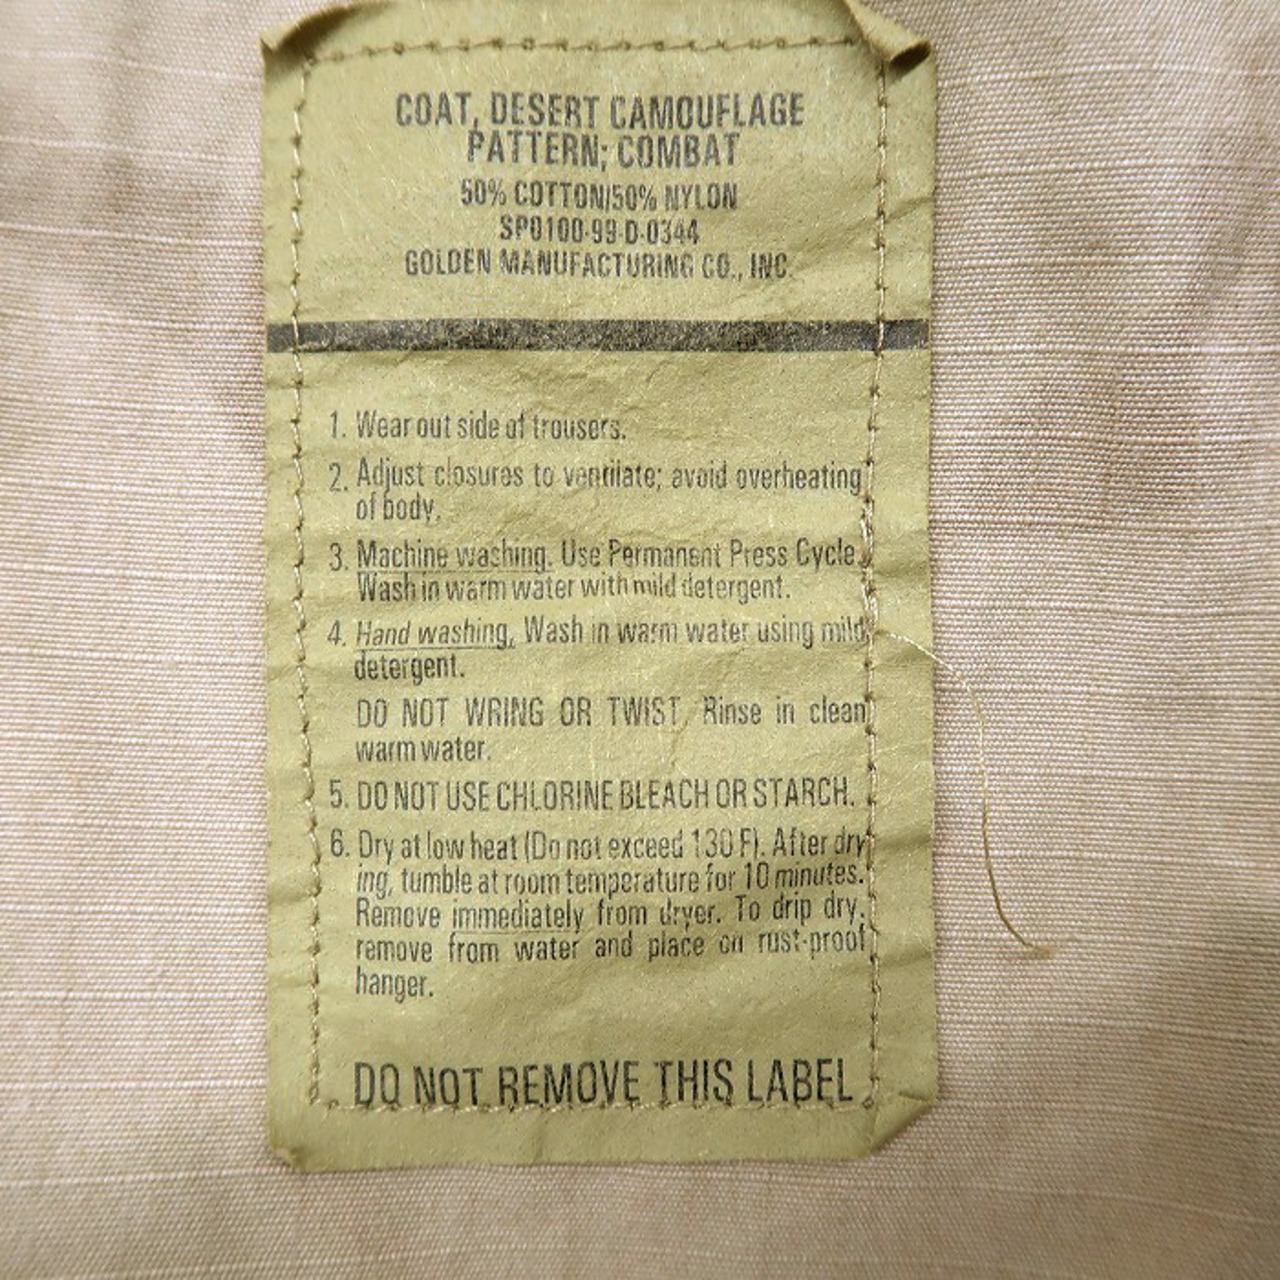 COAT, DESERT CAMOUFLAGE
PATTERN; COMBAT
50% COTTON/50% NYLON
SP0100-99-D-0344
GOLDEN MANUFACTURING CO., INC.
1. Wear out side of trousers.
2. Adjust closures to ventilate; avoid overheating
of body.
3. Machine washing. Use Permanent Press Cycle.
Wash in warm water with mild detergent.
4. Hand washing. Wash in warm water using mild
detergent.
DO NOT WRING OR TWIST. Rinse in clean
warm water.
5. DO NOT USE CHLORINE BLEACH OR STARCH.
6. Dry at low heat (Do not exceed 130 F). After dry
ing, tumble at room temperature for 10 minutes.
Remove immediately from dryer. To drip dry,
remove from water and place on rust-proof
hanger.
DO NOT REMOVE THIS LABEL